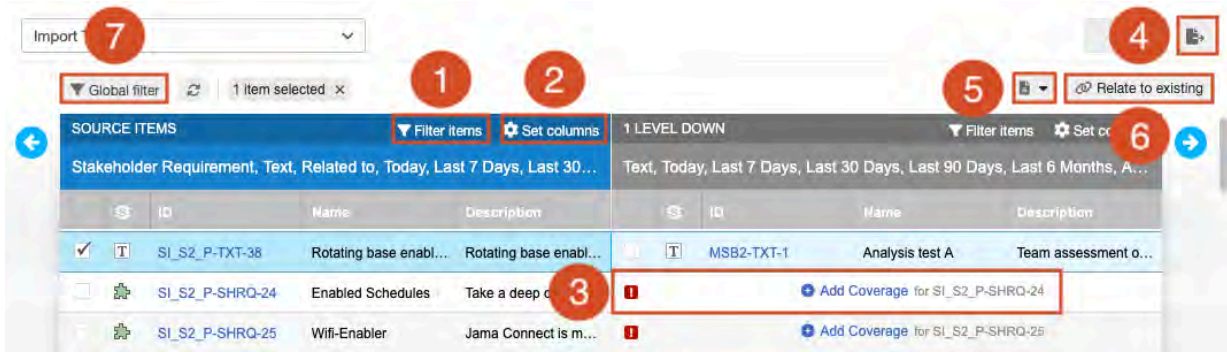 Import T
7
4
Global filter
1 item selected ×
1
2
5
Relate to existing
SOURCE ITEMS Filter items Set columns 1 LEVEL DOWN Filter items Set co
6
Stakeholder Requirement, Text, Related to, Today, Last 7 Days, Last 30... Text, Today, Last 7 Days, Last 30 Days, Last 90 Days, Last 6 Months, A...
ID Name Description ID Name Description
T SI_S2_P-TXT-38 Rotating base enabl... Rotating base enabl... T MSB2-TXT-1 Analysis test A Team assessment o...
SI_S2_P-SHRQ-24 Enabled Schedules Take a deep 3 ! Add Coverage for SI_S2_P-SHRQ-24
SI_S2_P-SHRQ-25 Wifi-Enabler Jama Connect is m... ! Add Coverage for SI_S2_P-SHRQ-25